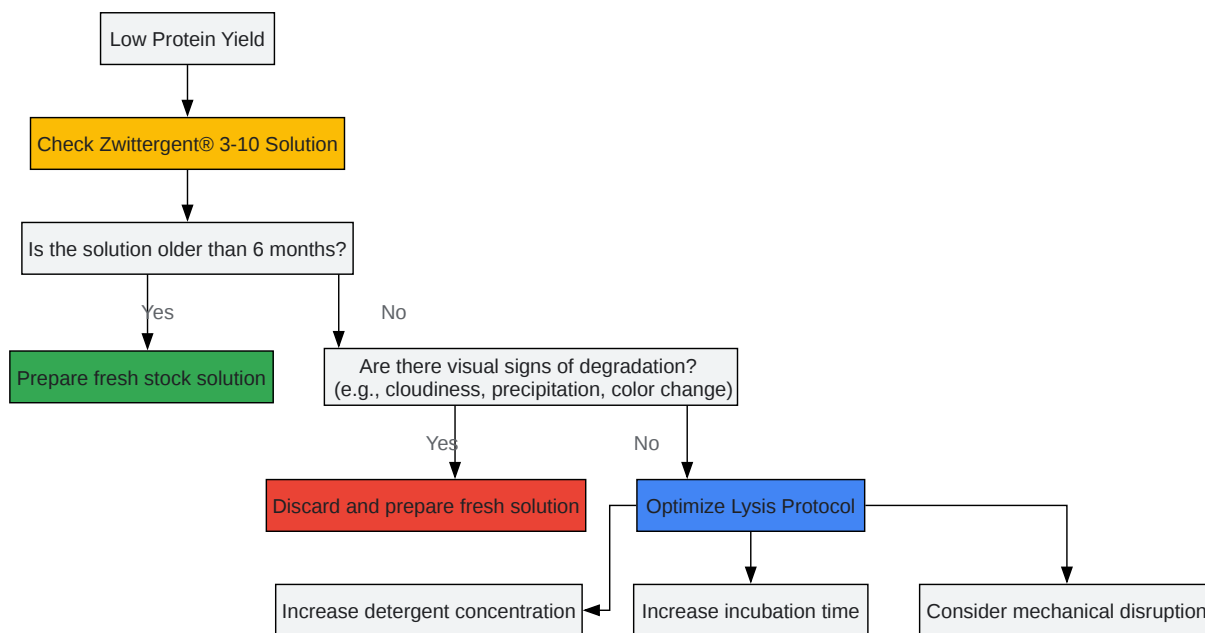 Low Protein Yield
Check Zwittergent® 3-10 Solution
Is the solution older than 6 months?
Yes
No
Prepare fresh stock solution
Are there visual signs of degradation?
(e.g., cloudiness, precipitation, color change)
Yes
No
Discard and prepare fresh solution
Optimize Lysis Protocol
Increase detergent concentration
Increase incubation time
Consider mechanical disruption